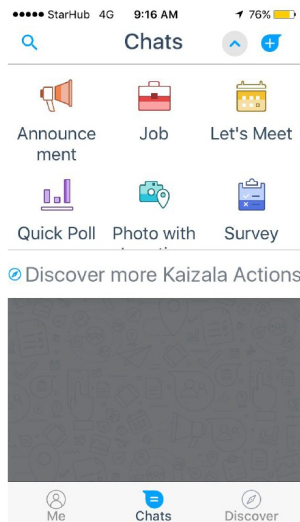 StarHub 4G 9:16 AM 76%
Chats
Announce Job Let's Meet
ment
Quick Poll Photo with Survey
Discover more Kaizala Actions
Me Chats Discover